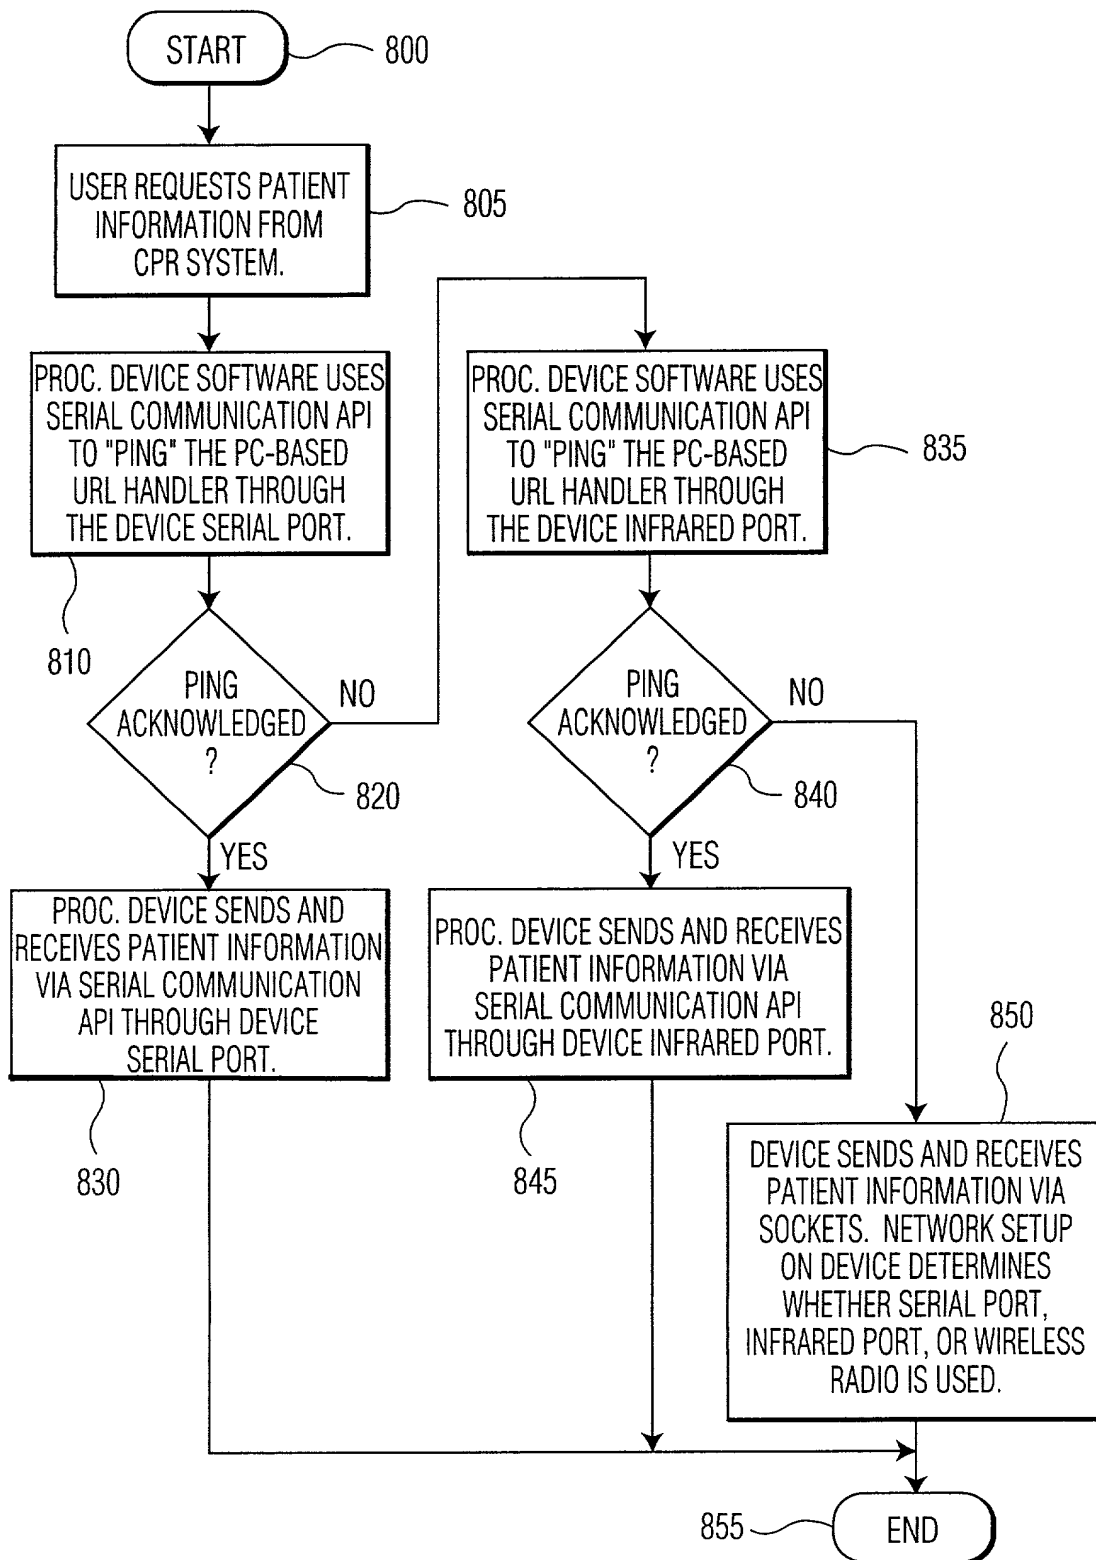 START
800
USER REQUESTS PATIENT
INFORMATION FROM
CPR SYSTEM.
805
PROC. DEVICE SOFTWARE USES
SERIAL COMMUNICATION API
TO "PING" THE PC-BASED
URL HANDLER THROUGH
THE DEVICE SERIAL PORT.
810
PING
ACKNOWLEDGED
?
NO
820
YES
PROC. DEVICE SENDS AND
RECEIVES PATIENT INFORMATION
VIA SERIAL COMMUNICATION
API THROUGH DEVICE
SERIAL PORT.
830
PROC. DEVICE SOFTWARE USES
SERIAL COMMUNICATION API
TO "PING" THE PC-BASED
URL HANDLER THROUGH
THE DEVICE INFRARED PORT.
835
PING
ACKNOWLEDGED
?
NO
840
YES
PROC. DEVICE SENDS AND RECEIVES
PATIENT INFORMATION VIA
SERIAL COMMUNICATION API
THROUGH DEVICE INFRARED PORT.
845
850
DEVICE SENDS AND RECEIVES
PATIENT INFORMATION VIA
SOCKETS. NETWORK SETUP
ON DEVICE DETERMINES
WHETHER SERIAL PORT,
INFRARED PORT, OR WIRELESS
RADIO IS USED.
855
END